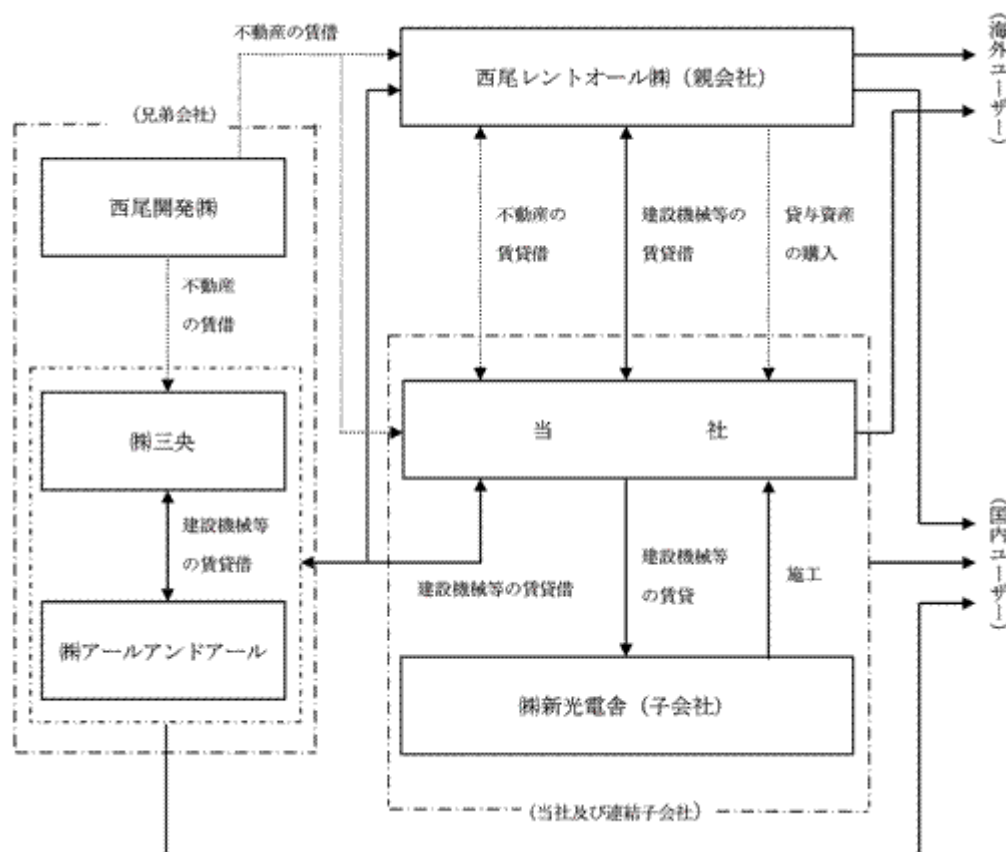 不動産の賃借
西尾レントオール㈱（親会社）
（海外ユーザー）
（兄弟会社）
西尾開発㈱
不動産の
賃貸借
建設機械等の
賃貸借
貸与資産
の購入
不動産
の賃借
㈱三央
当　　　社
建設機械等
の賃貸借
建設機械等の賃貸借
建設機械等
の賃貸
施工
（国内ユーザー）
㈱アールアンドアール
㈱新光電舎（子会社）
（当社及び連結子会社）